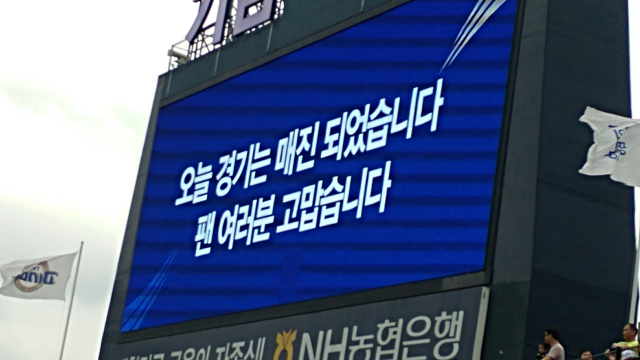 오늘 경기는 매진 되었습니다
팬 여러분 고맙습니다
NH농협은행